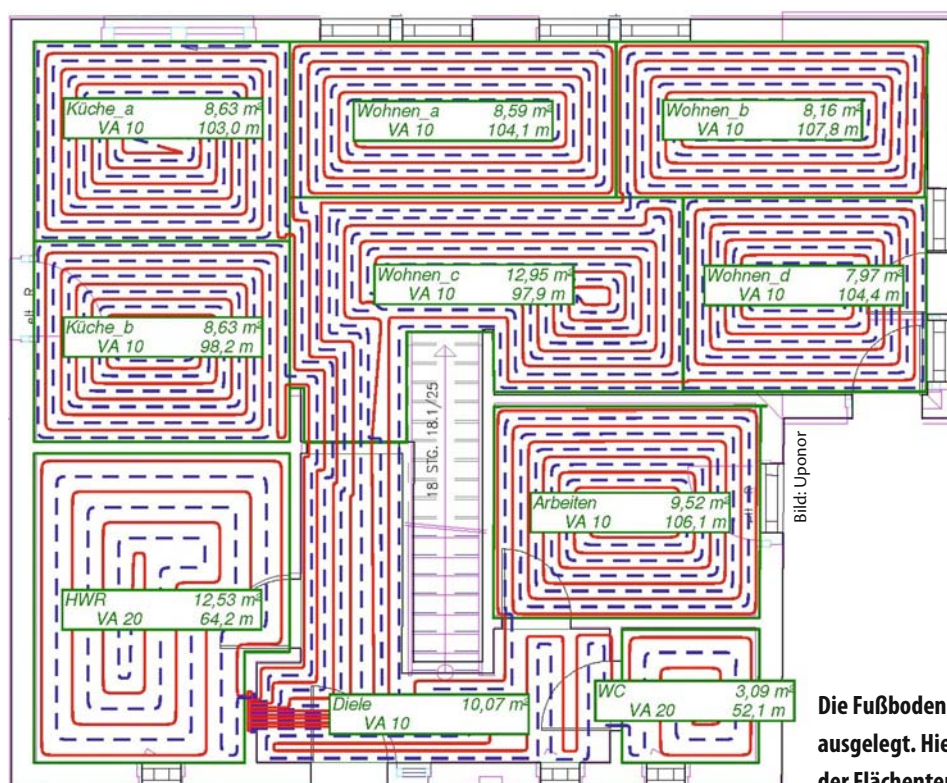 Küche_a 8,63 m²
VA 10 103,0 m
Wohnen_a 8,59 m²
VA 10 104,1 m
Wohnen_b 8,16 m²
VA 10 107,8 m
Wohnen_c 12,95 m²
VA 10 97,9 m
Wohnen_d 7,97 m²
VA 10 104,4 m
Küche_b 8,63 m²
VA 10 98,2 m
18 STG. 18.1/25
Arbeiten 9,52 m²
VA 10 106,1 m
Bild: Uponor
HWR 12,53 m²
VA 20 64,2 m
Diele 10,07 m²
VA 10
WC 3,09 m²
VA 20 52,1 m
Die Fußboden
ausgelegt. Hie
der Flächenter